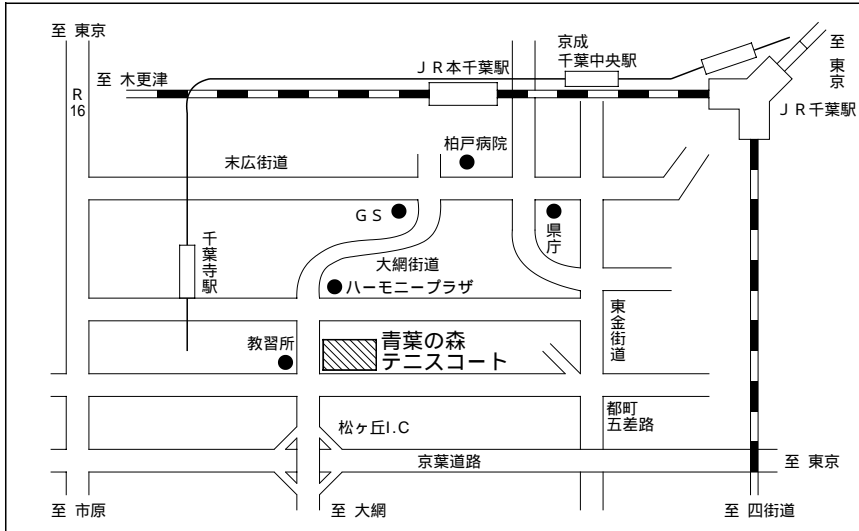 至 東京
R
16
至 木更津
ＪＲ本千葉駅
京成
千葉中央駅
至 東京
ＪＲ千葉駅
柏戸病院
末広街道
ＧＳ
県庁
千葉寺駅
大網街道
ハーモニープラザ
東金街道
教習所
青葉の森
テニスコート
都町
五差路
松ヶ丘I.C
京葉道路
至 東京
至 市原
至 大網
至 四街道